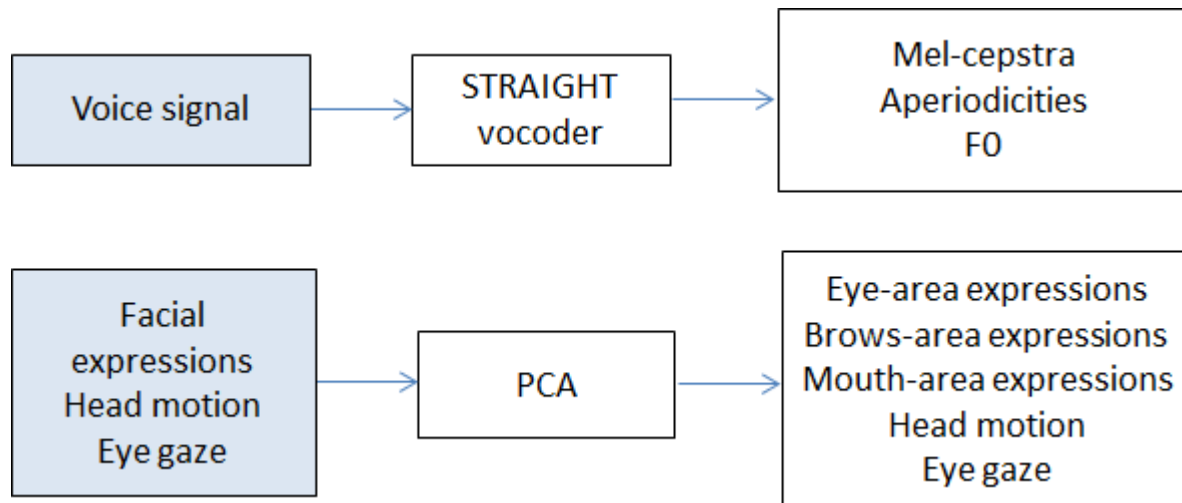 Voice signal
STRAIGHT
vocoder
Mel-cepstra
Aperiodicities
F0
Facial
expressions
Head motion
Eye gaze
PCA
Eye-area expressions
Brows-area expressions
Mouth-area expressions
Head motion
Eye gaze